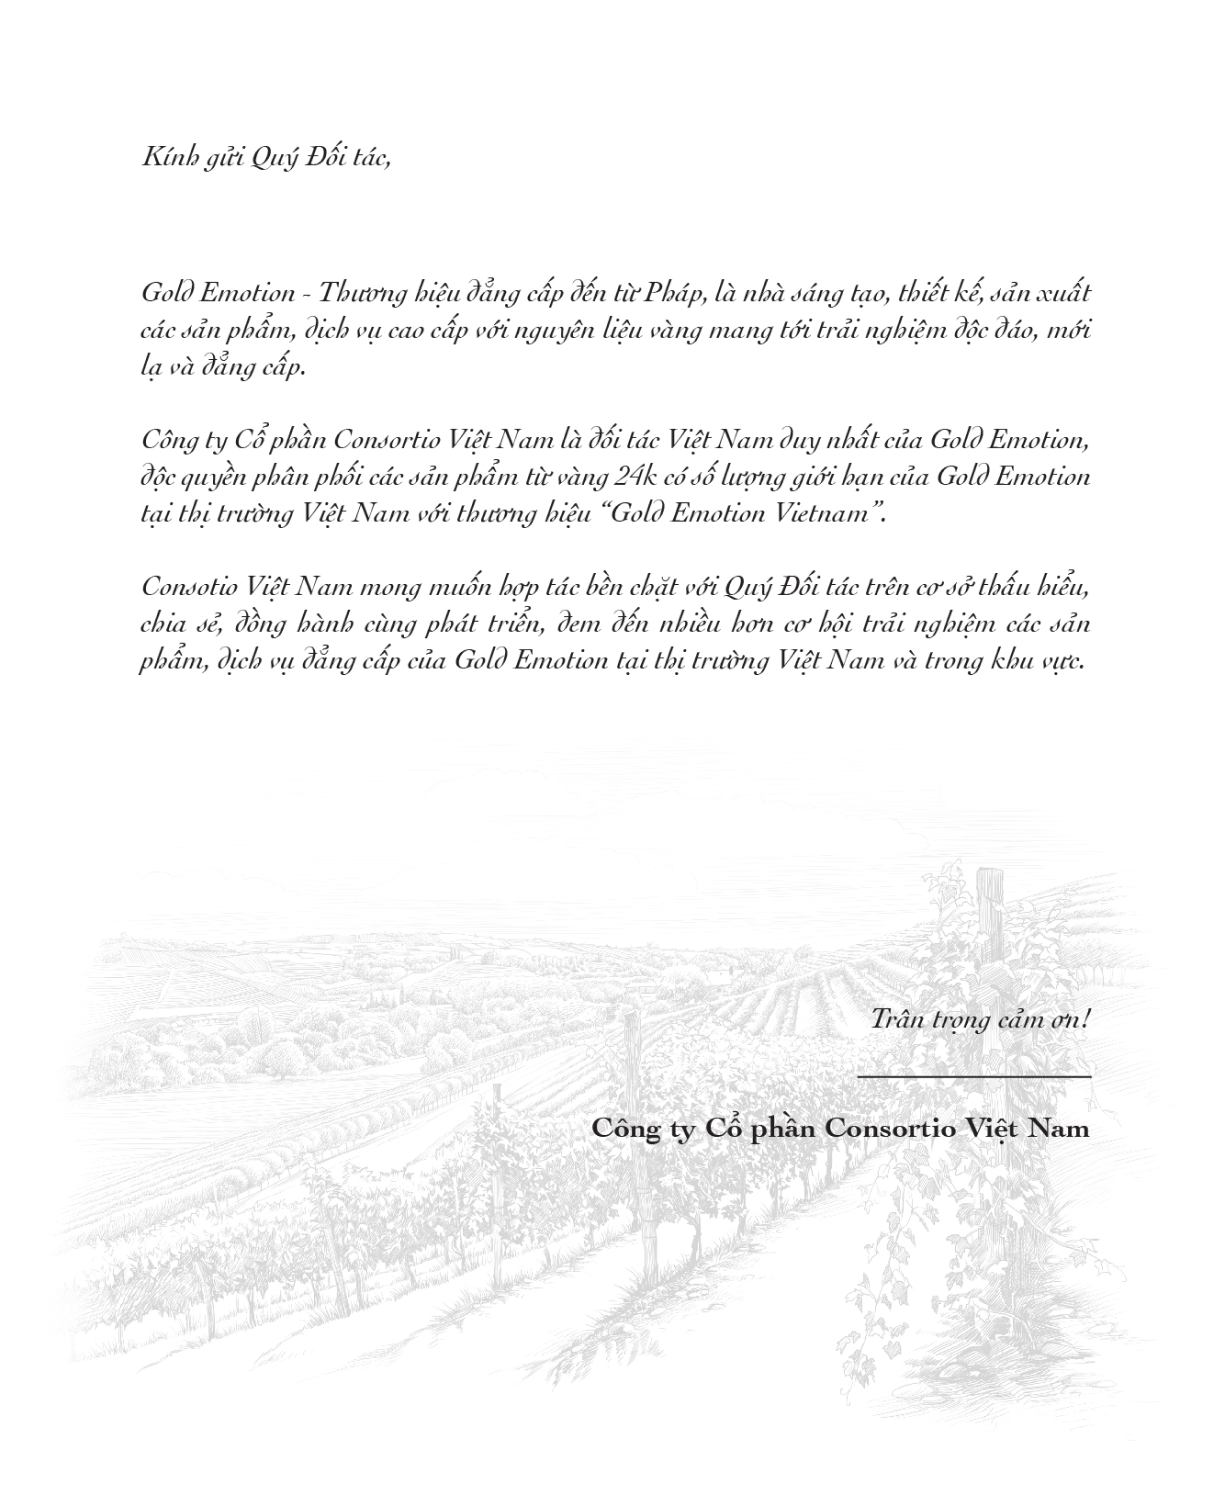 Kính gửi Quý Đối tác,
Gold Emotion - Thương hiệu đẳng cấp đến từ Pháp, là nhà sáng tạo, thiết kế, sản xuất
các sản phẩm, dịch vụ cao cấp với nguyên liệu vàng mang tới trải nghiệm độc đáo, mới
lạ và đẳng cấp.
Công ty Cổ phần Consortio Việt Nam là đối tác Việt Nam duy nhất của Gold Emotion,
độc quyền phân phối các sản phẩm từ vàng 24k có số lượng giới hạn của Gold Emotion
tại thị trường Việt Nam với thương hiệu “Gold Emotion Vietnam”.
Consotio Việt Nam mong muốn hợp tác bền chặt với Quý Đối tác trên cơ sở thấu hiểu,
chia sẻ, đồng hành cùng phát triển, đem đến nhiều hơn cơ hội trải nghiệm các sản
phẩm, dịch vụ đẳng cấp của Gold Emotion tại thị trường Việt Nam và trong khu vực.
Trân trọng cảm ơn!
Công ty Cổ phần Consortio Việt Nam